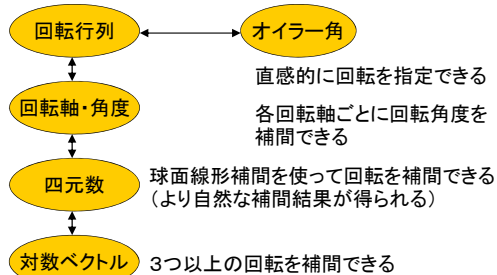 回転行列
オイラー角
直感的に回転を指定できる
回転軸・角度
各回転軸ごとに回転角度を
補間できる
四元数
球面線形補間を使って回転を補間できる
（より自然な補間結果が得られる）
対数ベクトル
３つ以上の回転を補間できる